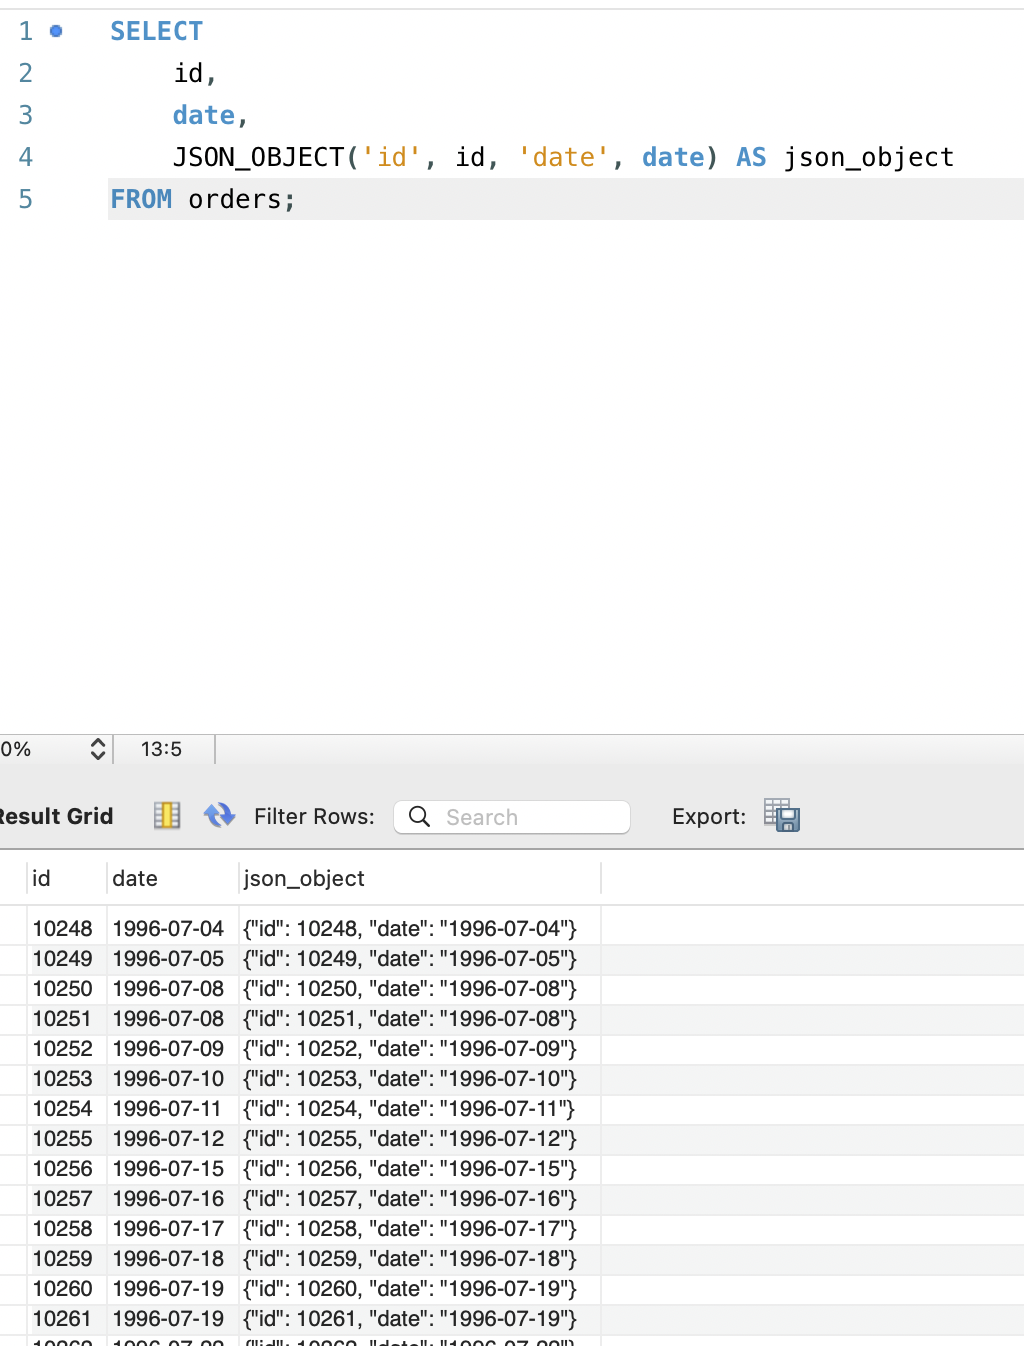 1 SELECT
2 id,
3 date,
4 JSON_OBJECT('id', id, 'date', date) AS json_object
5 FROM orders;
0% 13:5
Result Grid Filter Rows: Search Export:
id date json_object
10248 1996-07-04 {"id": 10248, "date": "1996-07-04"}
10249 1996-07-05 {"id": 10249, "date": "1996-07-05"}
10250 1996-07-08 {"id": 10250, "date": "1996-07-08"}
10251 1996-07-08 {"id": 10251, "date": "1996-07-08"}
10252 1996-07-09 {"id": 10252, "date": "1996-07-09"}
10253 1996-07-10 {"id": 10253, "date": "1996-07-10"}
10254 1996-07-11 {"id": 10254, "date": "1996-07-11"}
10255 1996-07-12 {"id": 10255, "date": "1996-07-12"}
10256 1996-07-15 {"id": 10256, "date": "1996-07-15"}
10257 1996-07-16 {"id": 10257, "date": "1996-07-16"}
10258 1996-07-17 {"id": 10258, "date": "1996-07-17"}
10259 1996-07-18 {"id": 10259, "date": "1996-07-18"}
10260 1996-07-19 {"id": 10260, "date": "1996-07-19"}
10261 1996-07-19 {"id": 10261, "date": "1996-07-19"}